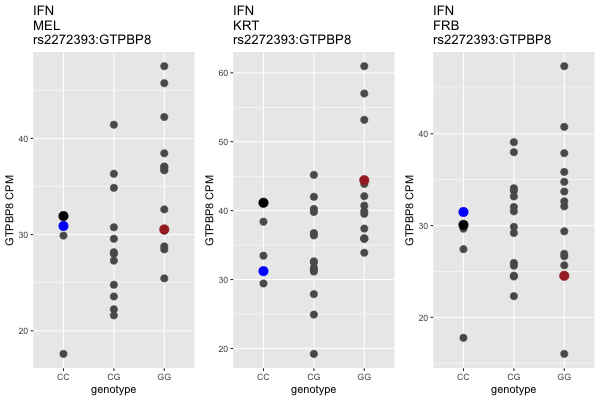 IFN
MEL
rs2272393:GTPBP8
GTPBP8 CPM
40
30
20
CC CG GG
genotype
IFN
KRT
rs2272393:GTPBP8
GTPBP8 CPM
60
50
40
30
20
CC CG GG
genotype
IFN
FRB
rs2272393:GTPBP8
GTPBP8 CPM
40
30
20
CC CG GG
genotype